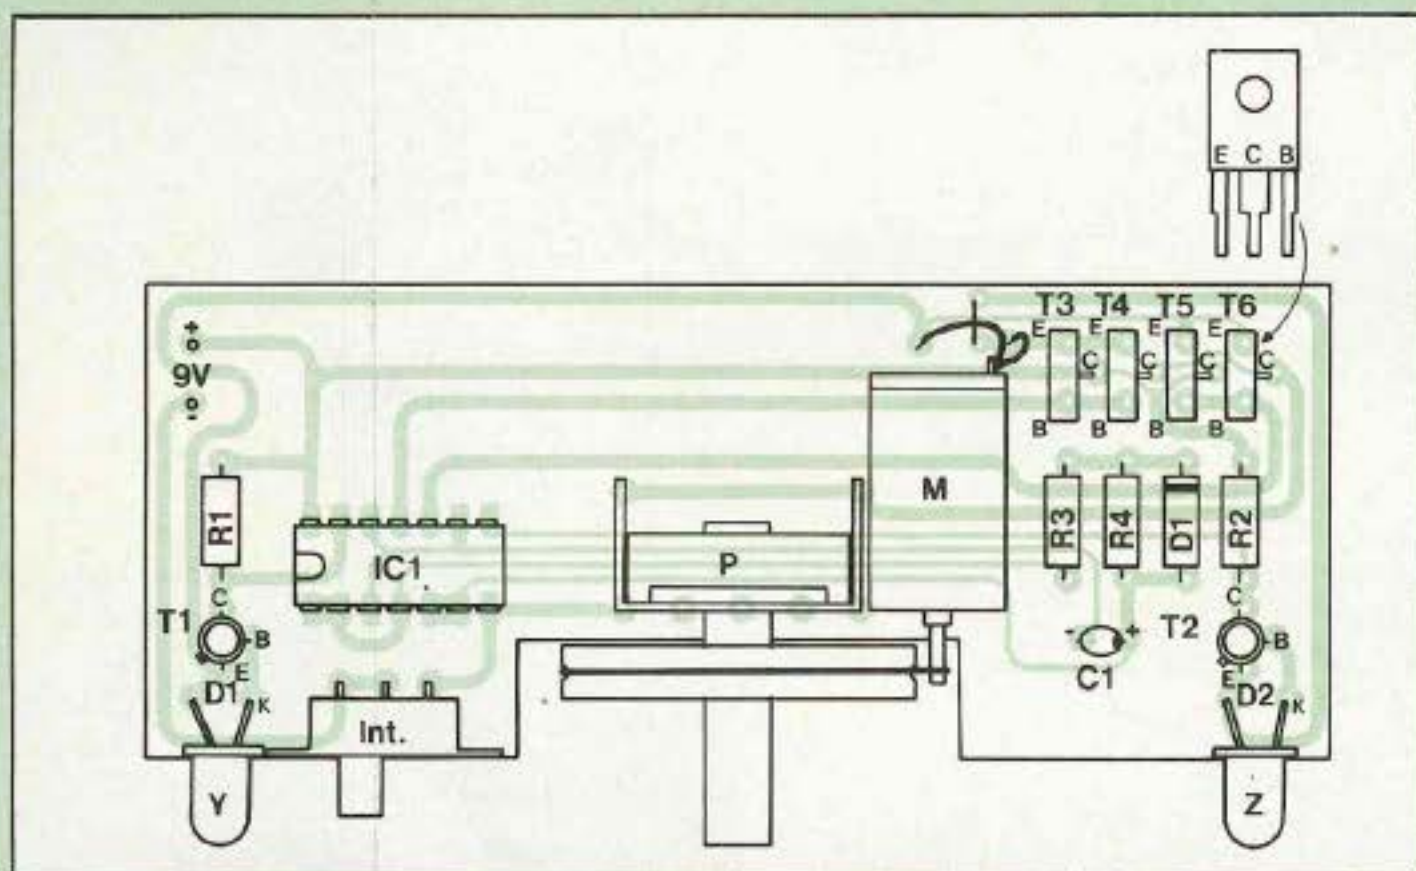 E C B
T3 T4 T5 T6
E E E E
+
9V
-
C C C C
B B B B
R1
IC1
P
M
R3 R4 D1 R2
C
T1
B
E
D1
K
Int.
Y
- +
C1
T2
C
B
E
D2
K
Z